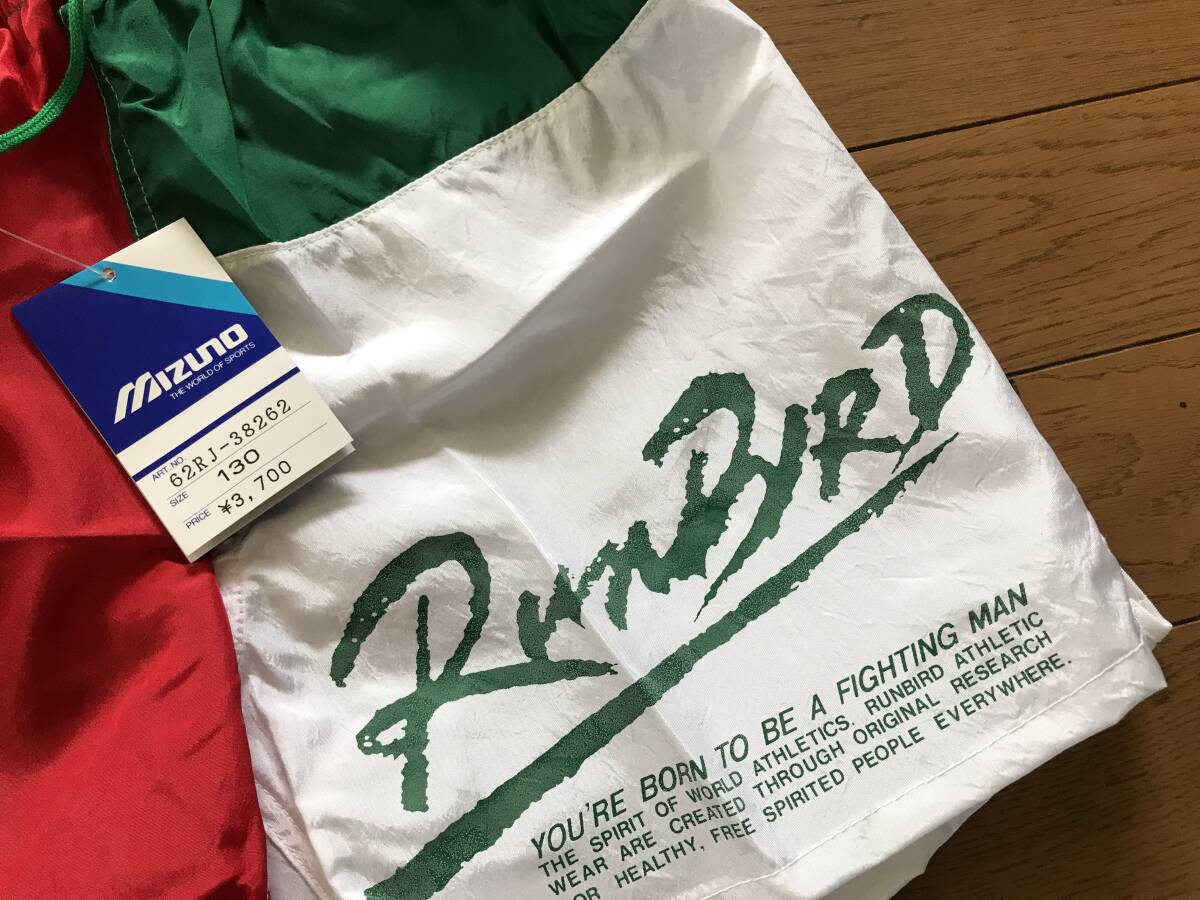 MIZUNO
THE WORLD OF SPORTS
ART.NO. 62RJ-38262
SIZE 130
PRICE ¥3,700
RUNBIRD
YOU'RE BORN TO BE A FIGHTING MAN
THE SPIRIT OF WORLD ATHLETICS, RUNBIRD ATHLETIC
WEAR ARE CREATED THROUGH ORIGINAL RESEARCH
FOR HEALTHY, FREE SPIRITED PEOPLE EVERYWHERE.